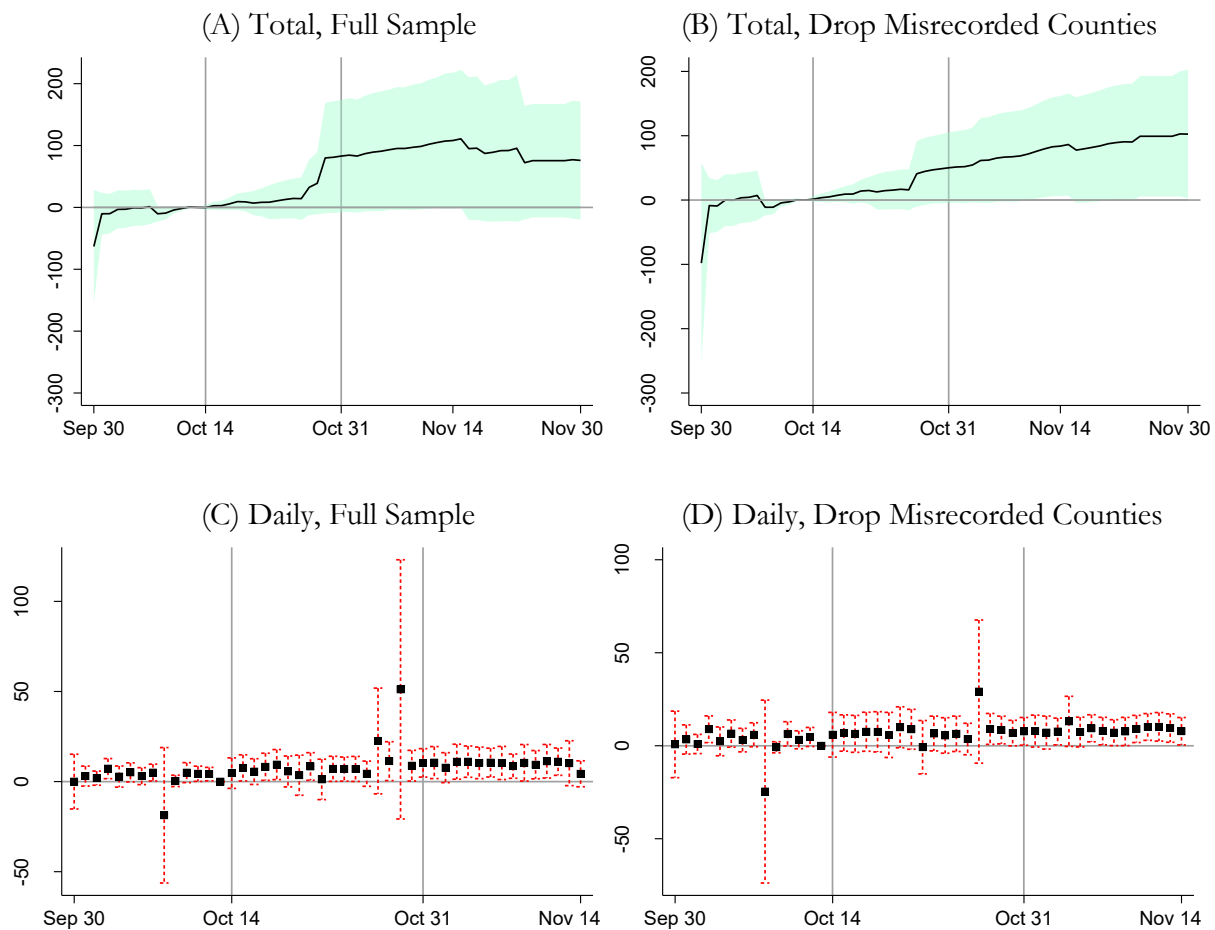 (A) Total, Full Sample
200
100
0
-100
-200
-300
Sep 30 Oct 14 Oct 31 Nov 14 Nov 30
(B) Total, Drop Misrecorded Counties
200
100
0
-100
-200
-300
Sep 30 Oct 14 Oct 31 Nov 14 Nov 30
(C) Daily, Full Sample
100
50
0
-50
Sep 30 Oct 14 Oct 31 Nov 14
(D) Daily, Drop Misrecorded Counties
100
50
0
-50
Sep 30 Oct 14 Oct 31 Nov 14